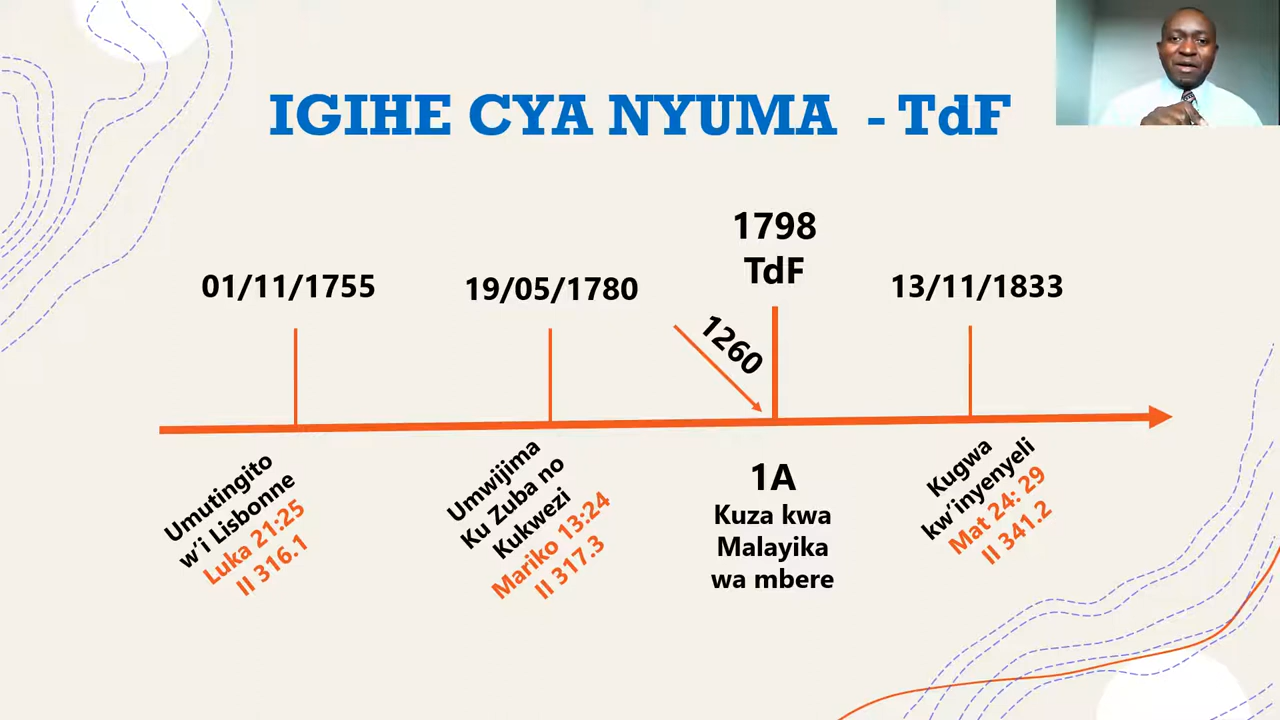 IGIHE CYA NYUMA - TdF
01/11/1755
19/05/1780
1798
TdF
13/11/1833
1260
Umutingito
w'i Lisbonne
Luka 21:25
II 316.1
Umwijima
Ku Zuba no
Kukwezi
Mariko 13:24
II 317.3
1A
Kuza kwa
Malayika
wa mbere
Kugwa
kw'inyenyeli
Mat 24: 29
II 341.2